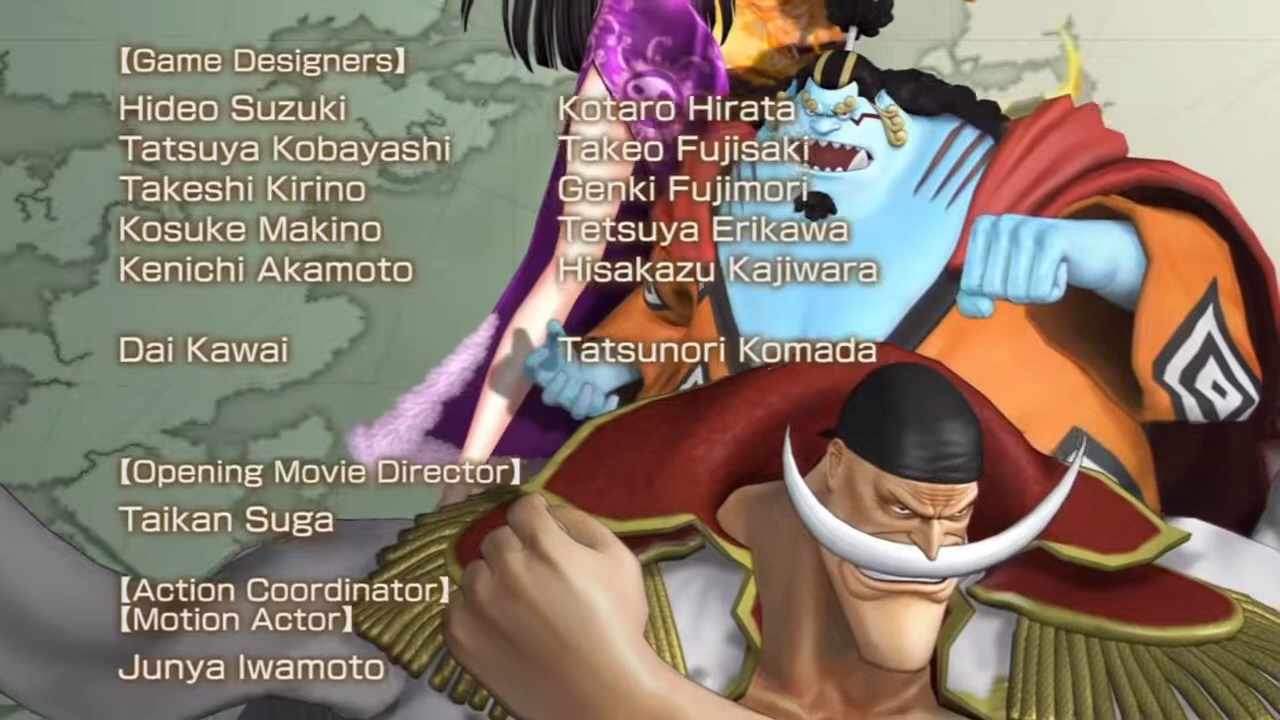 【Game Designers】
Hideo Suzuki Kotaro Hirata
Tatsuya Kobayashi Takeo Fujisaki
Takeshi Kirino Genki Fujimori
Kosuke Makino Tetsuya Erikawa
Kenichi Akamoto Hisakazu Kajiwara
Dai Kawai Tatsunori Komada
【Opening Movie Director】
Taikan Suga
【Action Coordinator】
【Motion Actor】
Junya Iwamoto